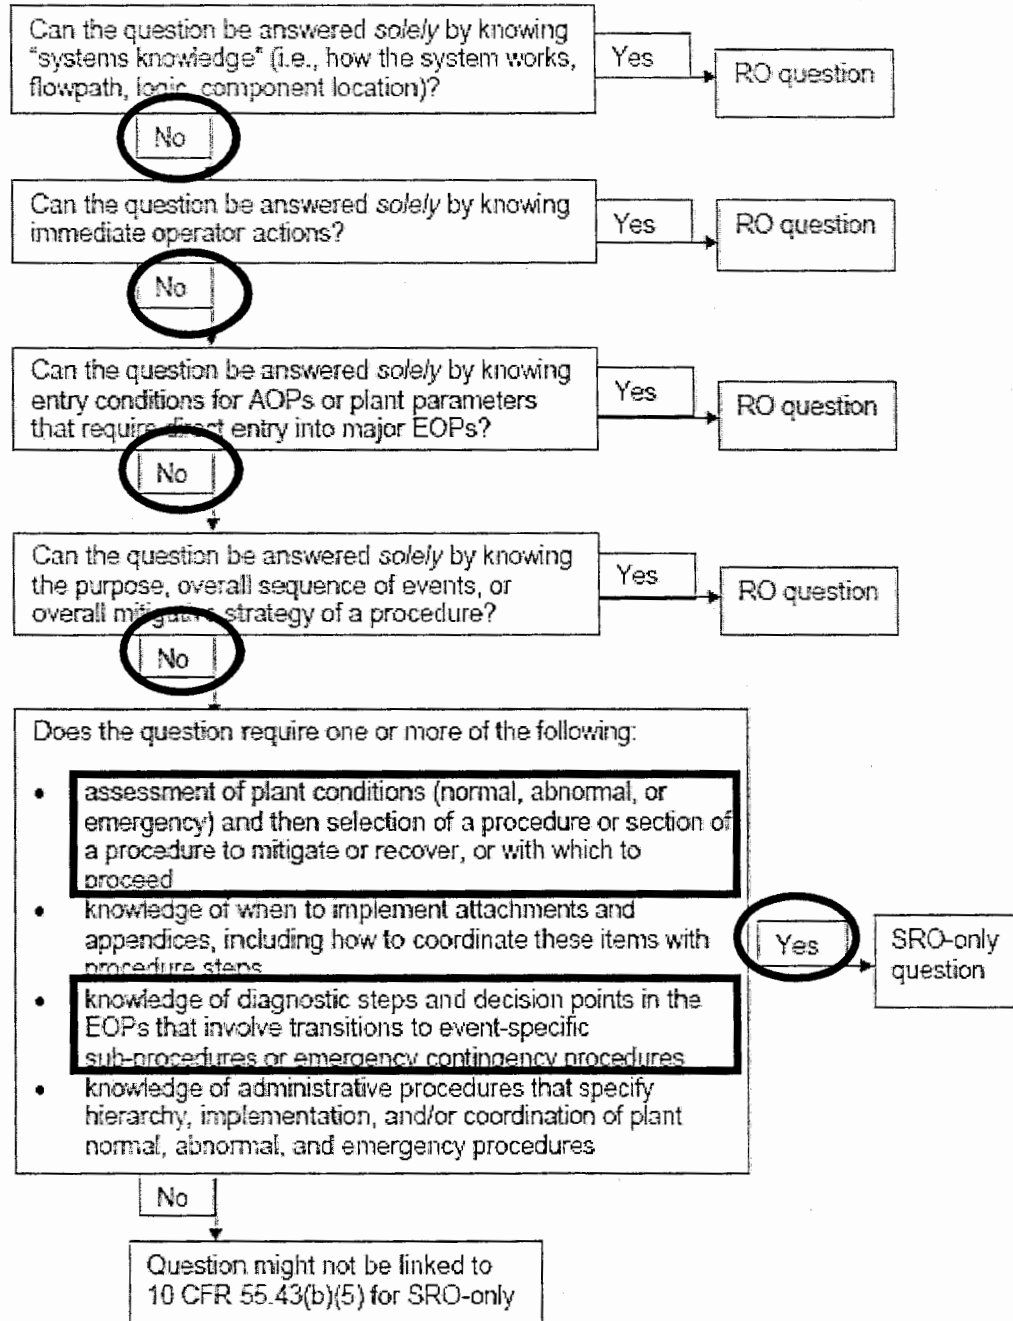 Can the question be answered solely by knowing
"systems knowledge" (i.e., how the system works,
flowpath, logic, component location)?
Yes
RO question
No
Can the question be answered solely by knowing
immediate operator actions?
Yes
RO question
No
Can the question be answered solely by knowing
entry conditions for AOPs or plant parameters
that require direct entry into major EOPs?
Yes
RO question
No
Can the question be answered solely by knowing
the purpose, overall sequence of events, or
overall mitigative strategy of a procedure?
Yes
RO question
No
Does the question require one or more of the following:
• assessment of plant conditions (normal, abnormal, or
emergency) and then selection of a procedure or section of
a procedure to mitigate or recover, or with which to
proceed
• knowledge of when to implement attachments and
appendices, including how to coordinate these items with
procedure steps
• knowledge of diagnostic steps and decision points in the
EOPs that involve transitions to event-specific
sub-procedures or emergency contingency procedures
• knowledge of administrative procedures that specify
hierarchy, implementation, and/or coordination of plant
normal, abnormal, and emergency procedures
Yes
SRO-only
question
No
Question might not be linked to
10 CFR 55.43(b)(5) for SRO-only